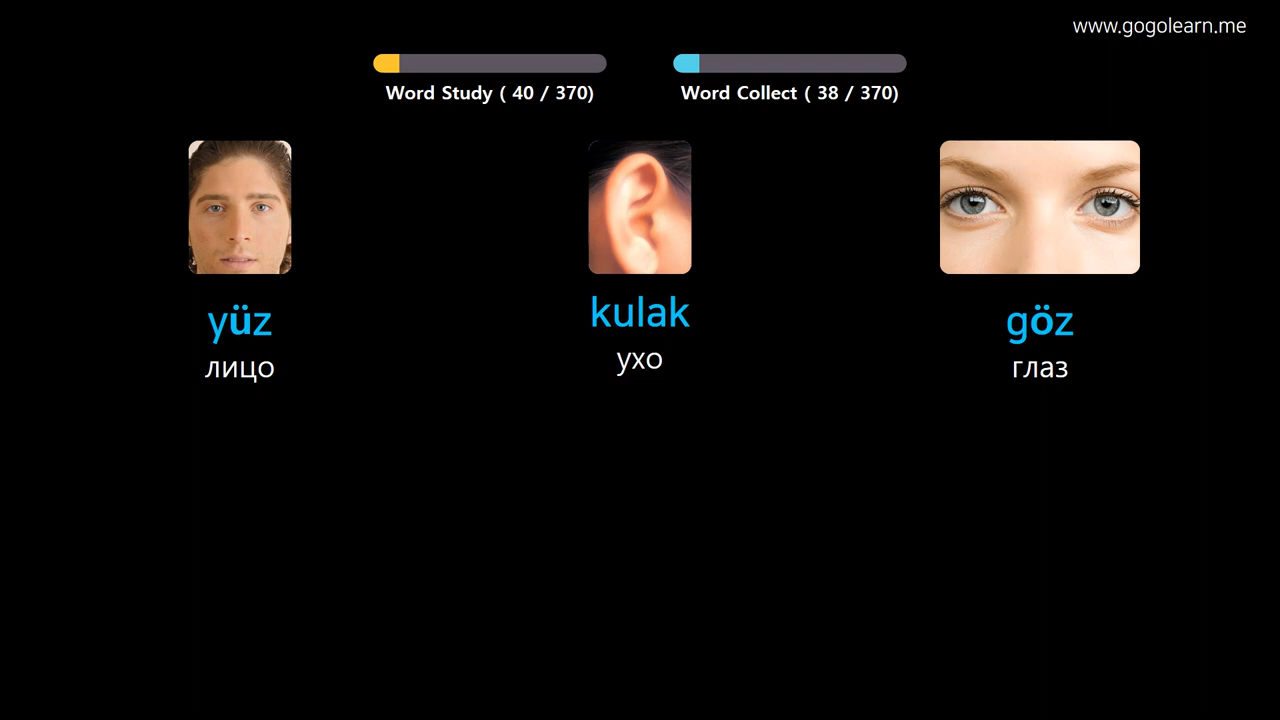 www.gogolearn.me
Word Study ( 40 / 370)
Word Collect ( 38 / 370)
yüz
kulak
göz
лицо
ухо
глаз